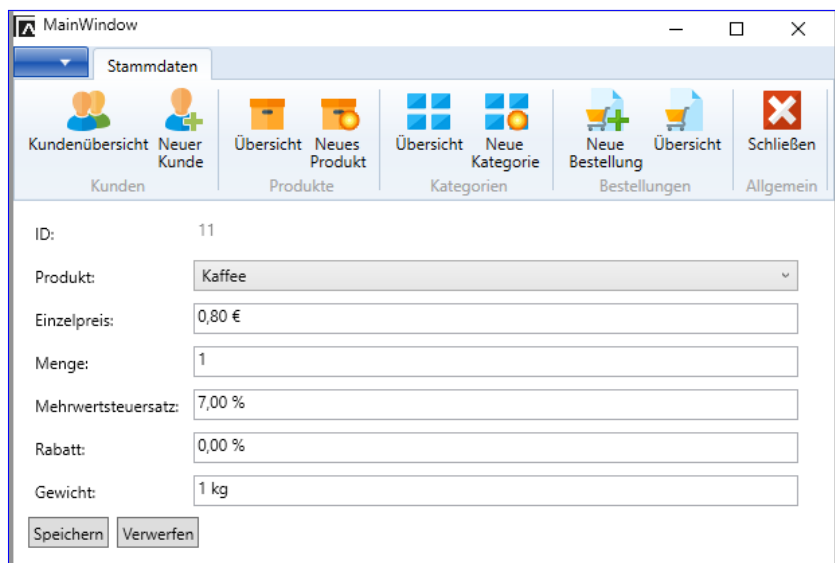 MainWindow
Stammdaten
Kundenübersicht Neuer Kunde Übersicht Neues Produkt Übersicht Neue Kategorie Neue Bestellung Übersicht Schließen
Kunden Produkte Kategorien Bestellungen Allgemein
ID: 11
Produkt: Kaffee
Einzelpreis: 0,80 €
Menge: 1
Mehrwertsteuersatz: 7,00 %
Rabatt: 0,00 %
Gewicht: 1 kg
Speichern Verwerfen